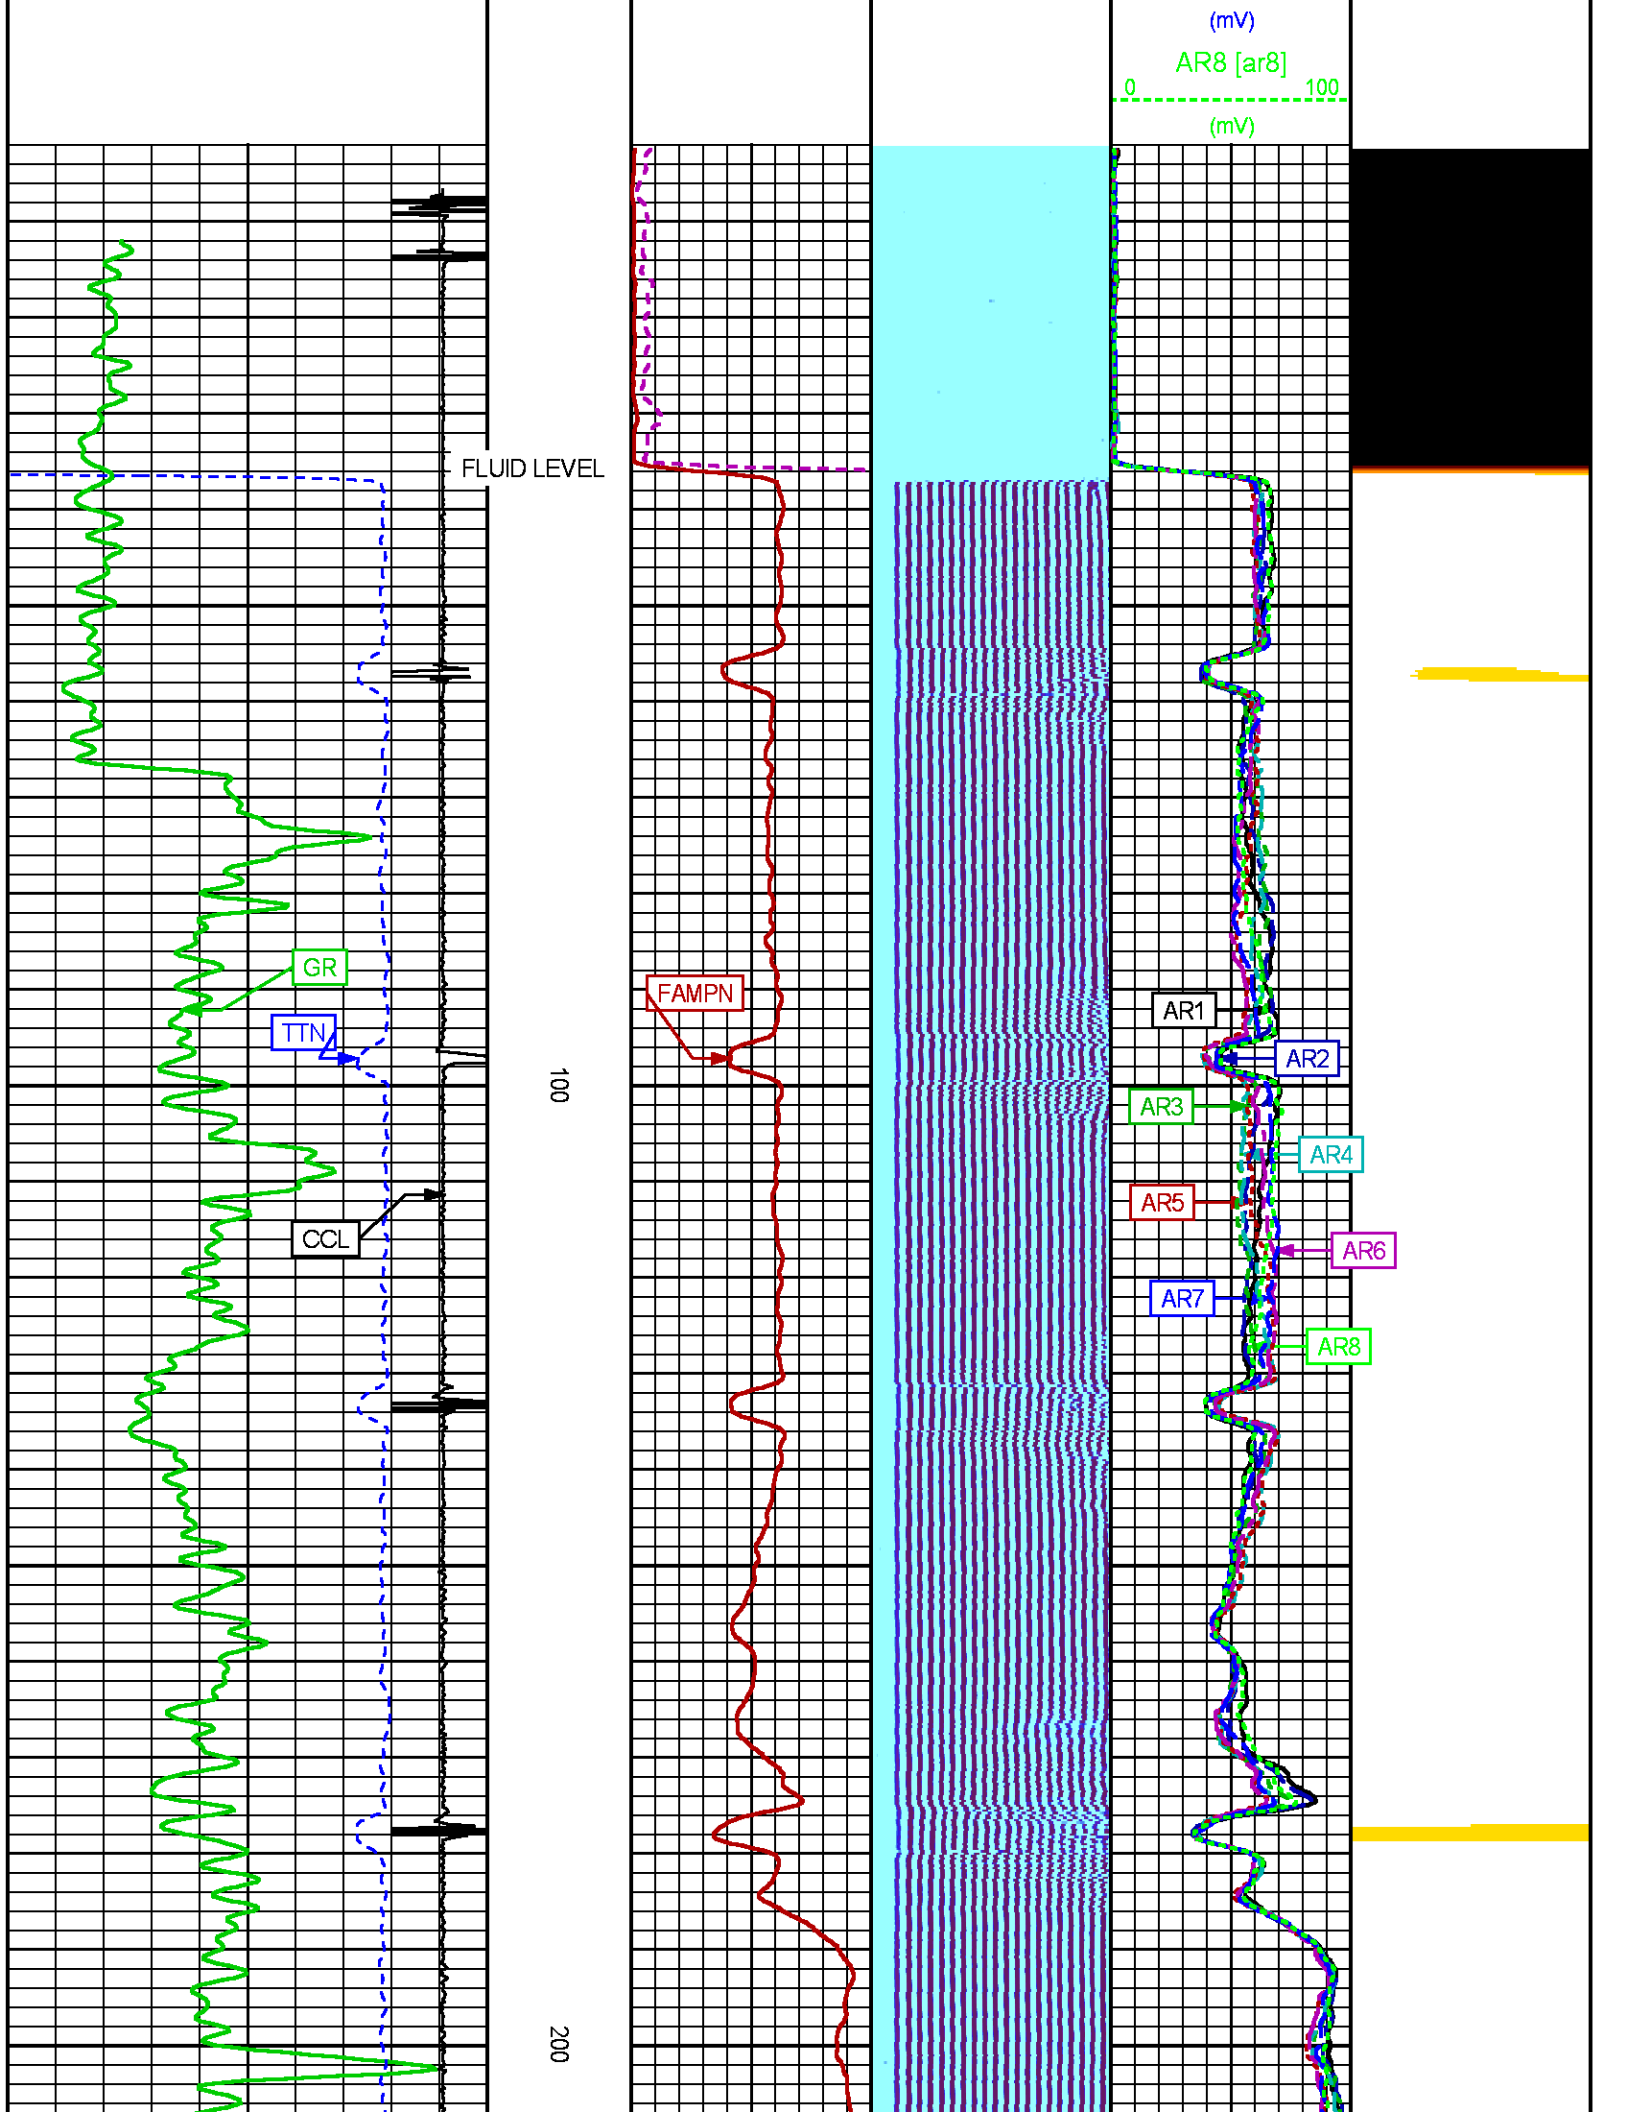 (mV)
AR8 [ar8]
0 100
(mV)
FLUID LEVEL
GR
FAMPN
AR1
TTN
AR2
100
AR3
AR4
AR5
CCL
AR6
AR7
AR8
200